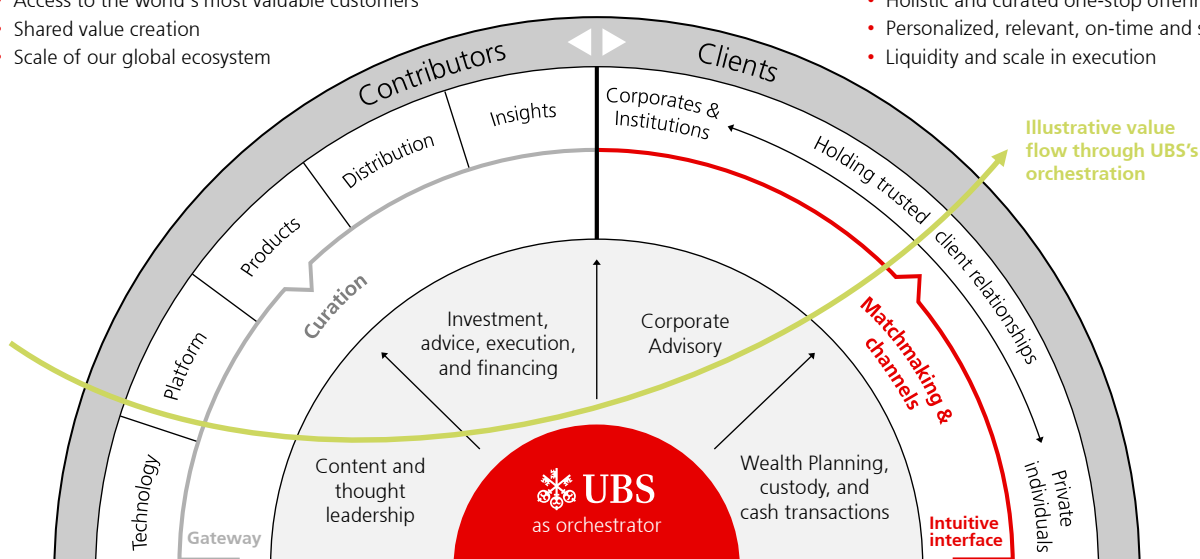 Access to the world's most valuable customers
• Shared value creation
• Scale of our global ecosystem
• Holistic and curated one-stop
• Personalized, relevant, on-time and
• Liquidity and scale in execution
Contributors
Clients
Insights
Distribution
Products
Platform
Technology
Corporates &
Institutions
Holding trusted
client relationships
Private
individuals
Illustrative value
flow through UBS's
orchestration
Curation
Gateway
Matchmaking &
channels
Intuitive
interface
Investment,
advice, execution,
and financing
Corporate
Advisory
Content and
thought
leadership
Wealth Planning,
custody, and
cash transactions
UBS
as orchestrator